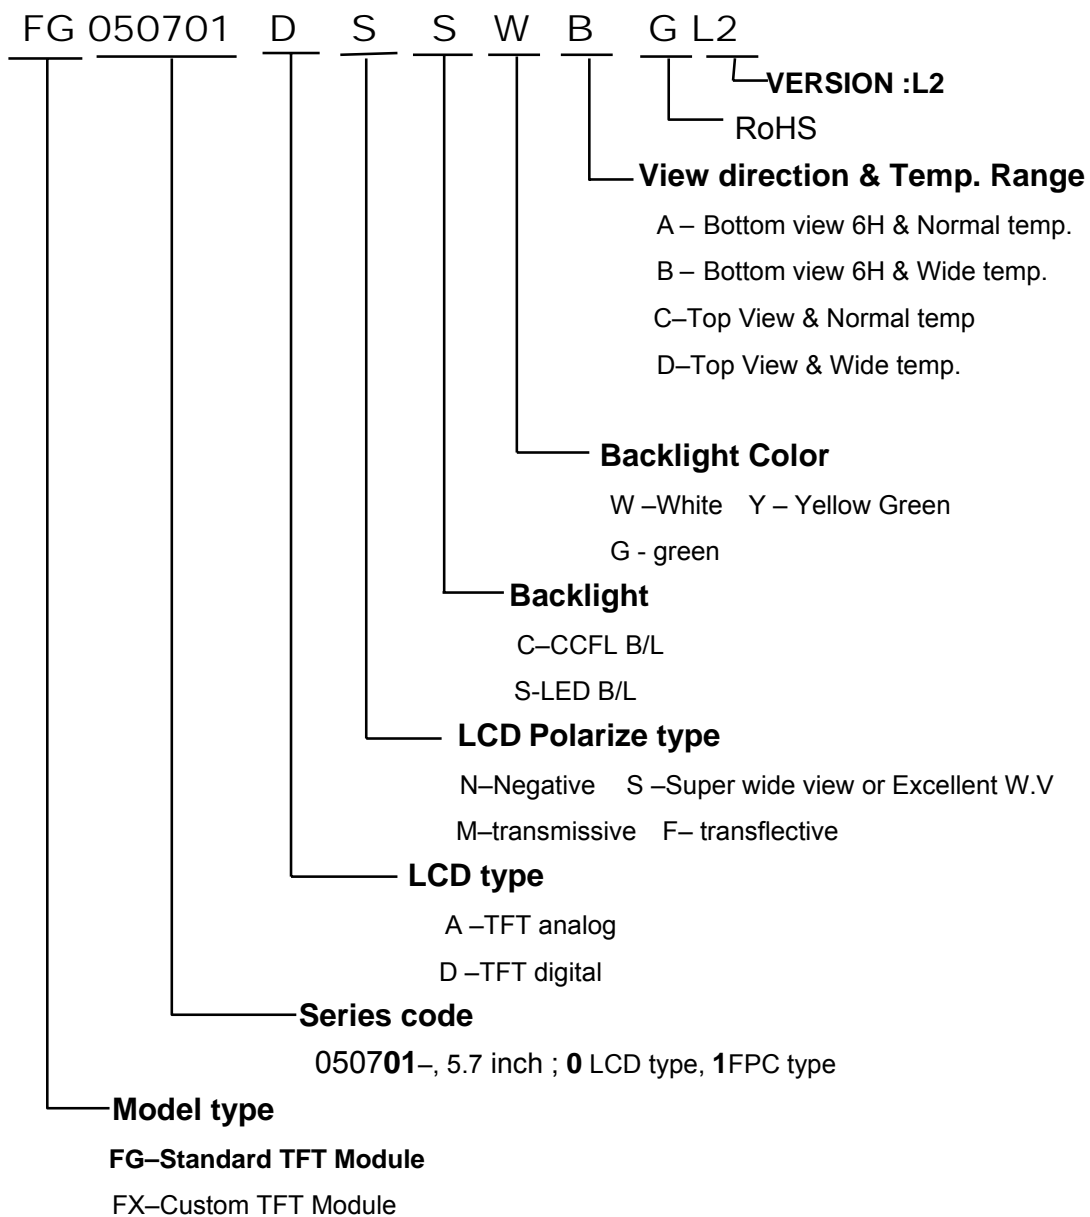 FG 050701 D S S W B G L2
VERSION :L2
RoHS
View direction & Temp. Range
A – Bottom view 6H & Normal temp.
B – Bottom view 6H & Wide temp.
C–Top View & Normal temp
D–Top View & Wide temp.
Backlight Color
W –White Y – Yellow Green
G - green
Backlight
C–CCFL B/L
S-LED B/L
LCD Polarize type
N–Negative S –Super wide view or Excellent W.V
M–transmissive F– transflective
LCD type
A –TFT analog
D –TFT digital
Series code
050701–, 5.7 inch ; 0 LCD type, 1FPC type
Model type
FG–Standard TFT Module
FX–Custom TFT Module